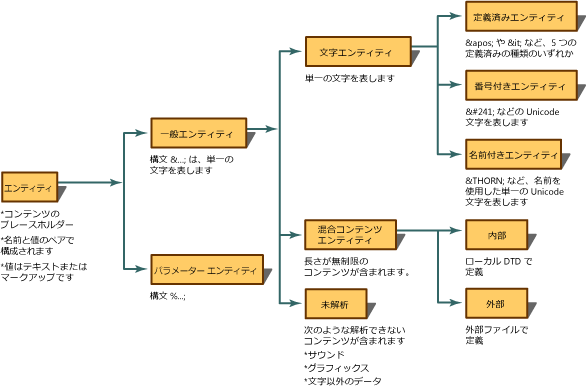 エンティティ
*コンテンツの
プレースホルダー
*名前と値のペアで
構成されます
*値はテキストまたは
マークアップです
一般エンティティ
構文 &...; は、単一の
文字を表します
パラメーター エンティティ
構文 %...;
文字エンティティ
単一の文字を表します
混合コンテンツ
エンティティ
長さが無制限の
コンテンツが含まれます。
未解析
次のような解析できない
コンテンツが含まれます
*サウンド
*グラフィックス
*文字以外のデータ
定義済みエンティティ
&apos; や &it; など、5 つの
定義済みの種類のいずれか
番号付きエンティティ
&#241; などの Unicode
文字を表します
名前付きエンティティ
&THORN; など、名前を
使用した単一の Unicode
文字を表します
内部
ローカル DTD で
定義
外部
外部ファイルで
定義